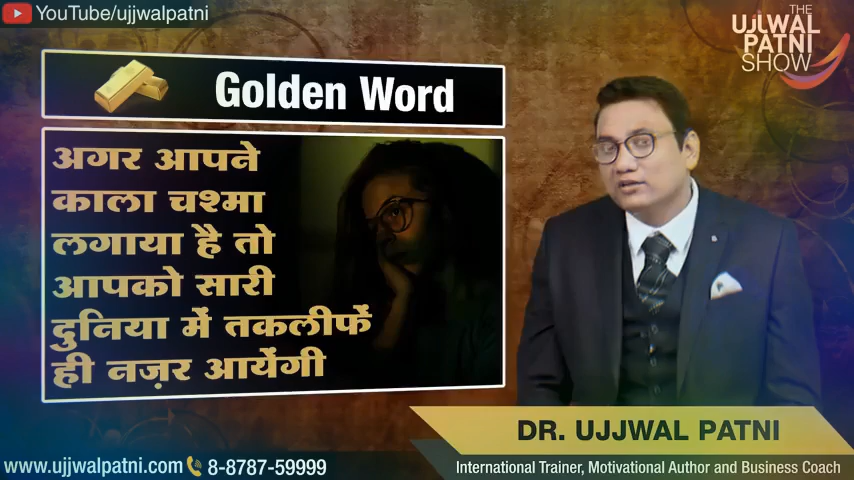 YouTube/ujjwalpatni
THE
UJJWAL
PATNI
SHOW
Golden Word
अगर आपने
काला चश्मा
लगाया है तो
आपको सारी
दुनिया में तकलीफें
ही नज़र आयेंगी
DR. UJJWAL PATNI
www.ujjwalpatni.com 8-8787-59999
International Trainer, Motivational Author and Business Coach